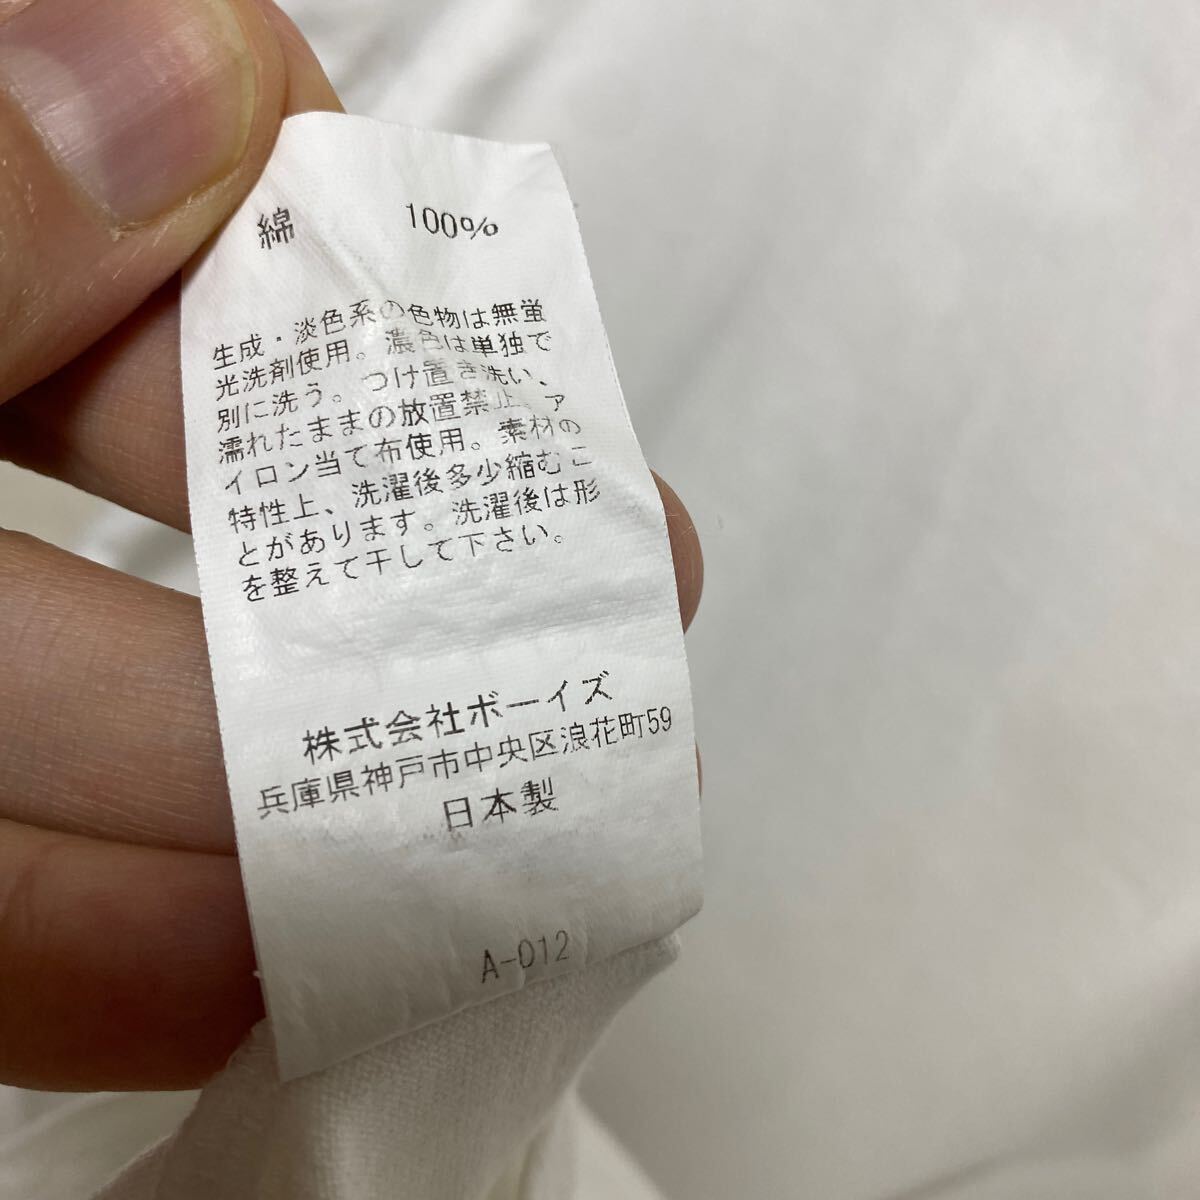 綿 100%
生成・淡色系の色物は無蛍
光洗剤使用。濃色は単独で
別に洗う。つけ置き洗い、
濡れたままの放置禁止、ア
イロン当て布使用。素材の
特性上、洗濯後多少縮むこ
とがあります。洗濯後は形
を整えて干して下さい。
株式会社ボーイズ
兵庫県神戸市中央区浪花町59
日本製
A-012